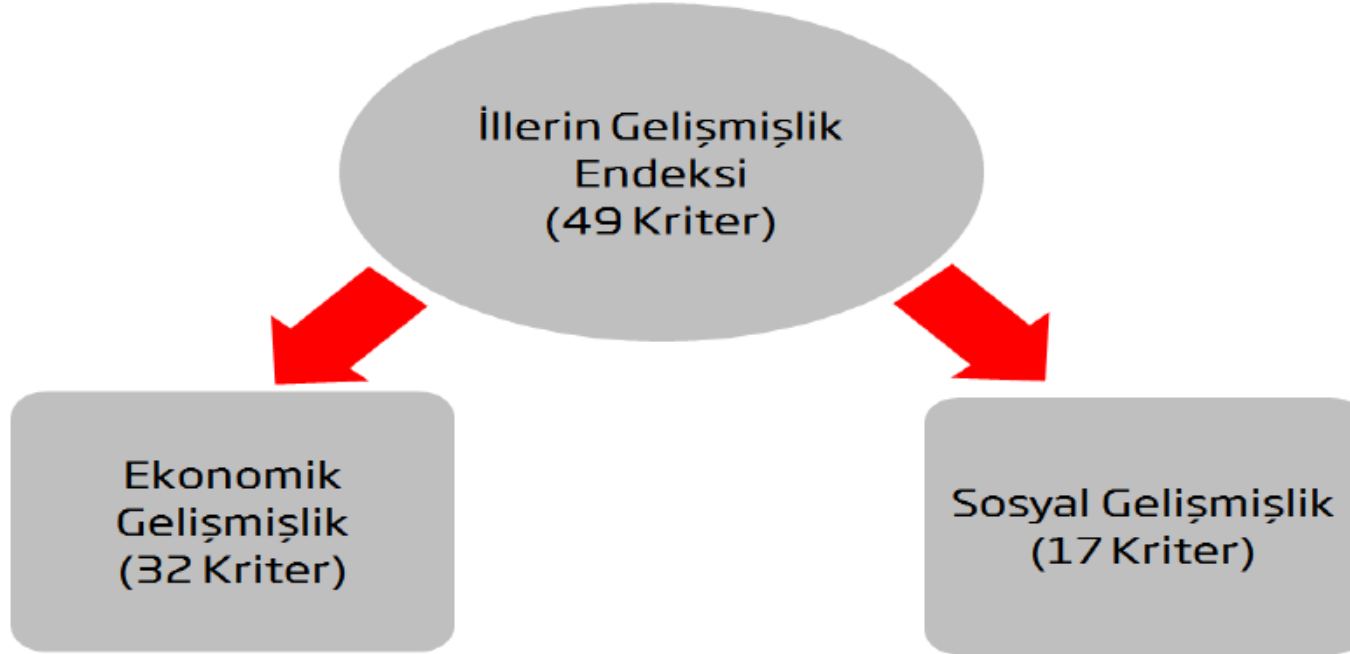 İllerin Gelişmişlik
Endeksi
(49 Kriter)
Ekonomik
Gelişmişlik
(32 Kriter)
Sosyal Gelişmişlik
(17 Kriter)